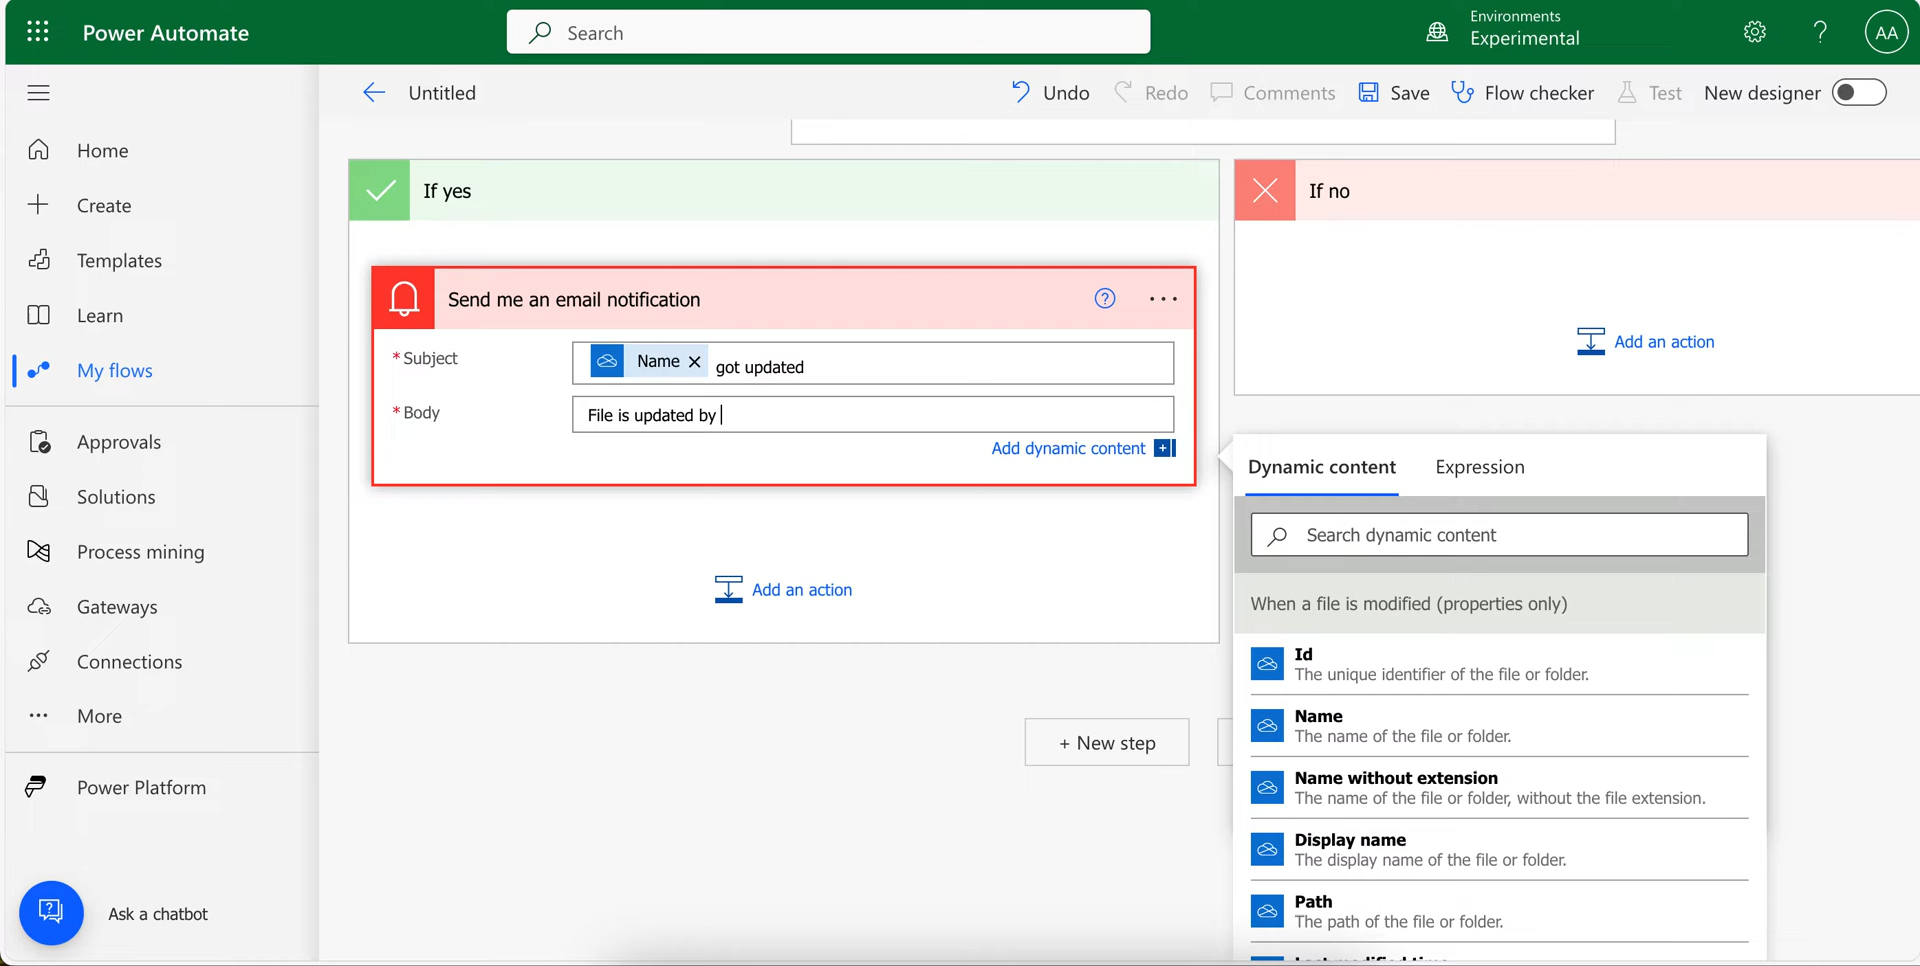 Power Automate
Search
Environments
Experimental
?
AA
Untitled
Undo
Redo
Comments
Save
Flow checker
Test
New designer
Home
Create
Templates
Learn
My flows
Approvals
Solutions
Process mining
Gateways
Connections
More
Power Platform
Ask a chatbot
If yes
Send me an email notification
?
* Subject
Name
got updated
* Body
File is updated by
Add dynamic content
Add an action
If no
Add an action
+ New step
Dynamic content
Expression
Search dynamic content
When a file is modified (properties only)
Id
The unique identifier of the file or folder.
Name
The name of the file or folder.
Name without extension
The name of the file or folder, without the file extension.
Display name
The display name of the file or folder.
Path
The path of the file or folder.